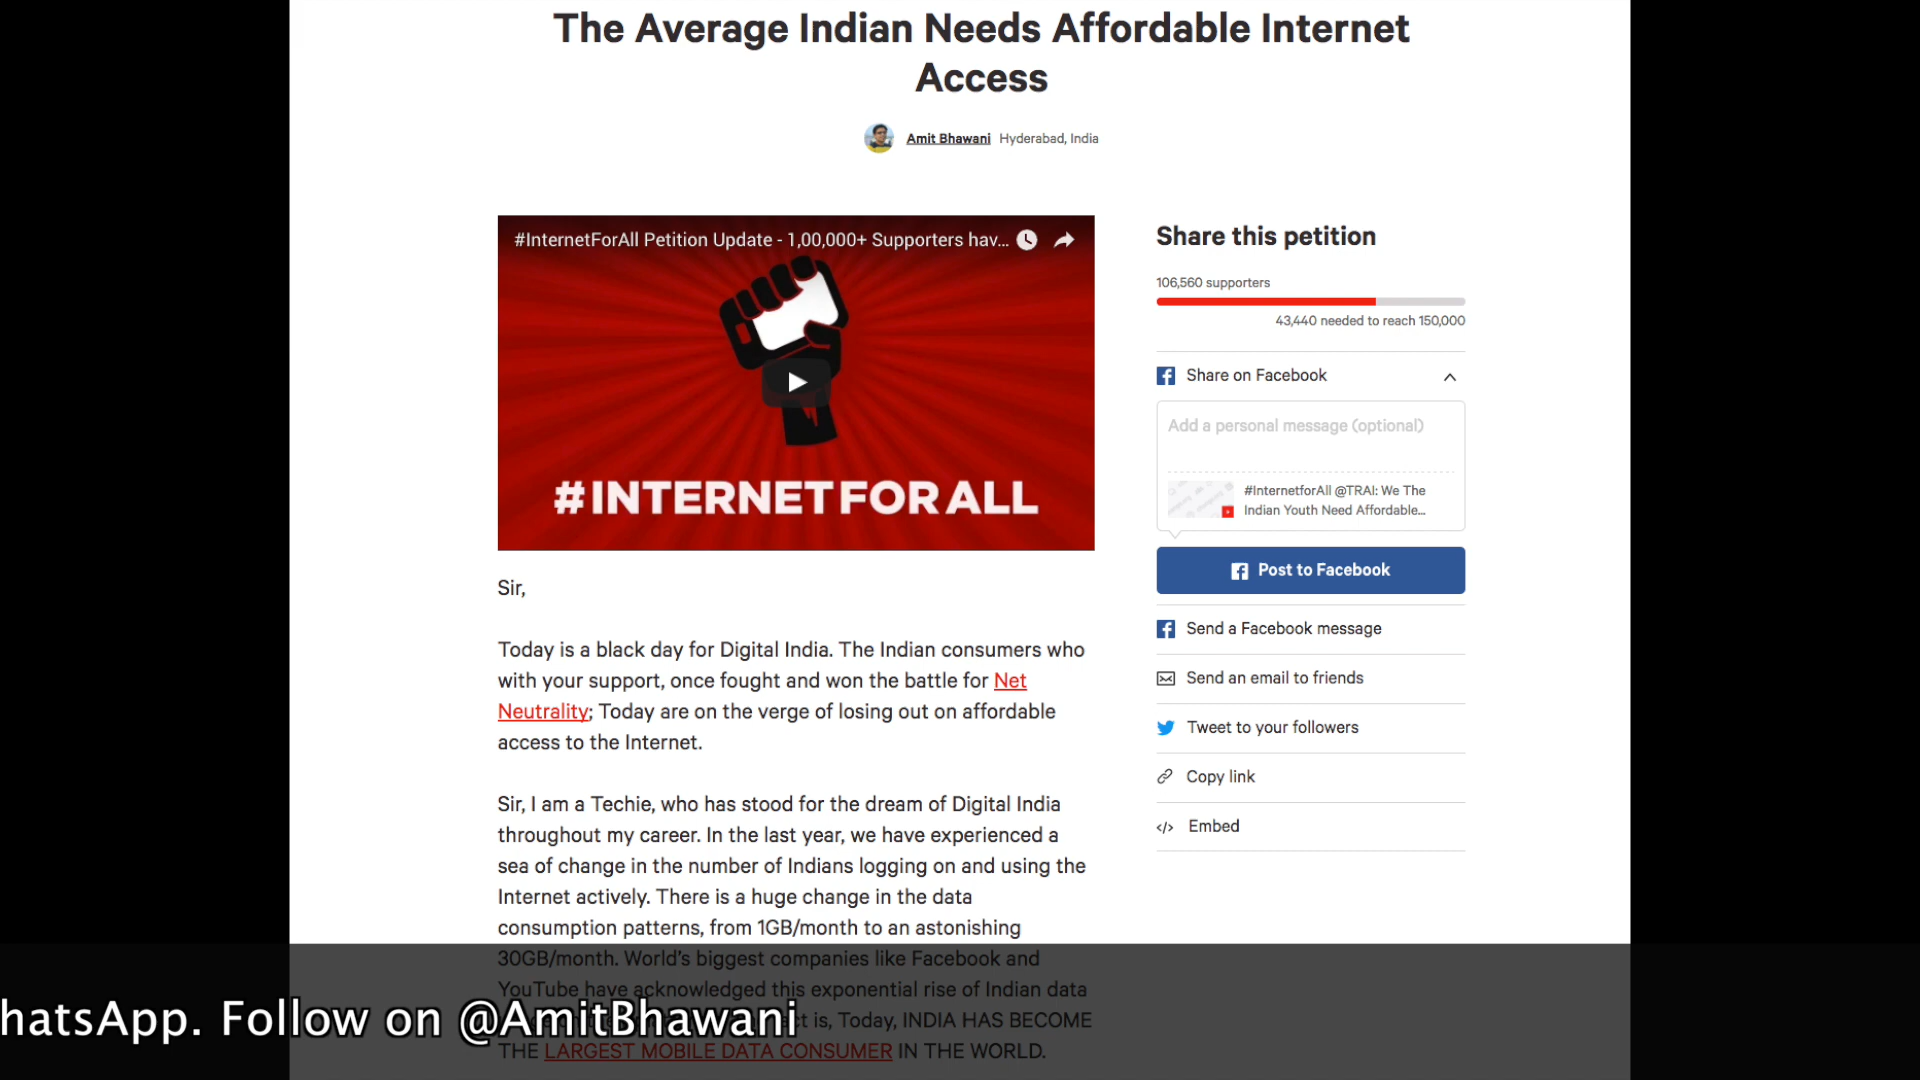 The Average Indian Needs Affordable Internet
Access
Amit Bhawani Hyderabad, India
#InternetForAll Petition Update - 1,00,000+ Supporters hav...
#INTERNETFORALL
Sir,
Today is a black day for Digital India. The Indian consumers who
with your support, once fought and won the battle for Net
Neutrality; Today are on the verge of losing out on affordable
access to the Internet.
Sir, I am a Techie, who has stood for the dream of Digital India
throughout my career. In the last year, we have experienced a
sea of change in the number of Indians logging on and using the
Internet actively. There is a huge change in the data
consumption patterns, from 1GB/month to an astonishing
30GB/month. World's biggest companies like Facebook and
YouTube have acknowledged this exponential rise of Indian data
is, Today, INDIA HAS BECOME
THE LARGEST MOBILE DATA CONSUMER IN THE WORLD.
Share this petition
106,560 supporters
43,440 needed to reach 150,000
Share on Facebook
Add a personal message (optional)
#InternetforAll @TRAI: We The
Indian Youth Need Affordable...
Post to Facebook
Send a Facebook message
Send an email to friends
Tweet to your followers
Copy link
</> Embed
hatsApp. Follow on @AmitBhawani